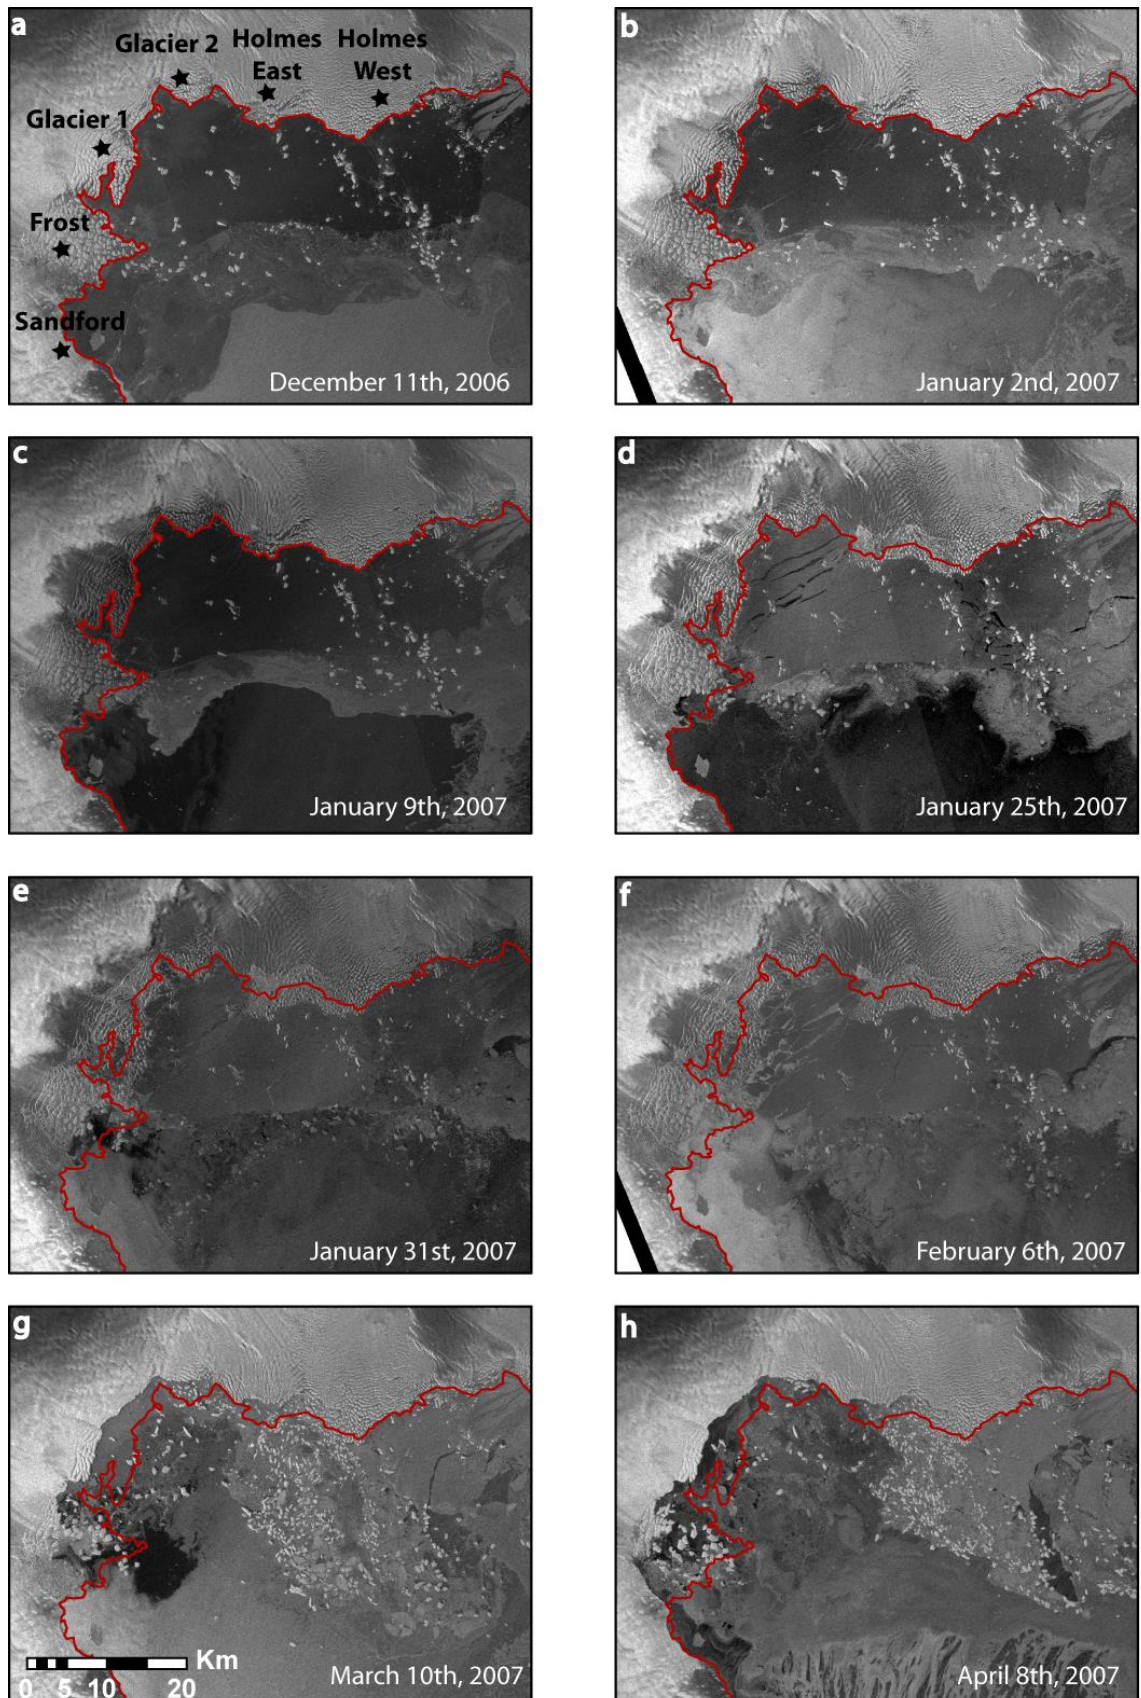 a
Glacier 2
Holmes
East
Holmes
West
Glacier 1
Frost
Sandford
December 11th, 2006
b
January 2nd, 2007
c
January 9th, 2007
d
January 25th, 2007
e
January 31st, 2007
f
February 6th, 2007
g
Km
0 5 10 20
March 10th, 2007
h
April 8th, 2007